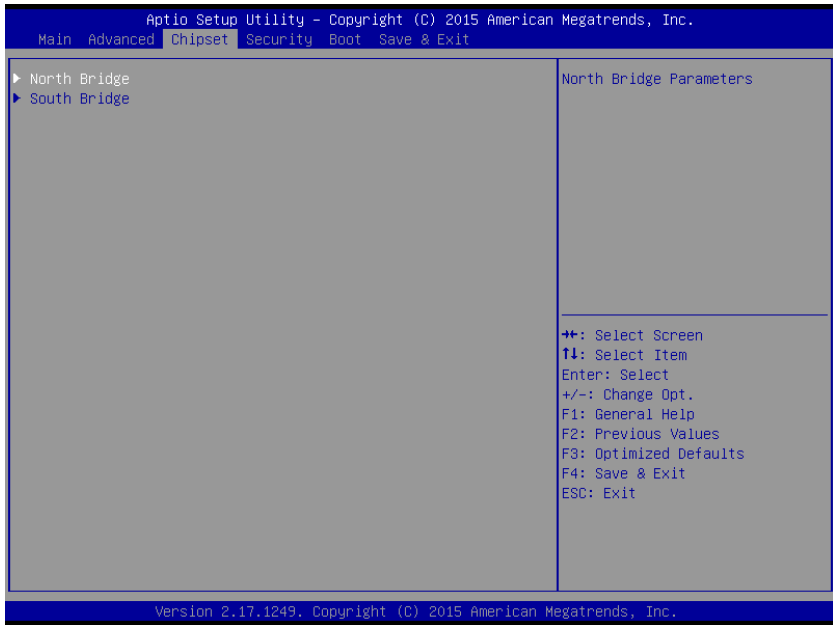 Aptio Setup Utility – Copyright (C) 2015 American Megatrends, Inc.
Main Advanced Chipset Security Boot Save & Exit
► North Bridge
► South Bridge
North Bridge Parameters
→←: Select Screen
↑↓: Select Item
Enter: Select
+/-: Change Opt.
F1: General Help
F2: Previous Values
F3: Optimized Defaults
F4: Save & Exit
ESC: Exit
Version 2.17.1249. Copyright (C) 2015 American Megatrends, Inc.